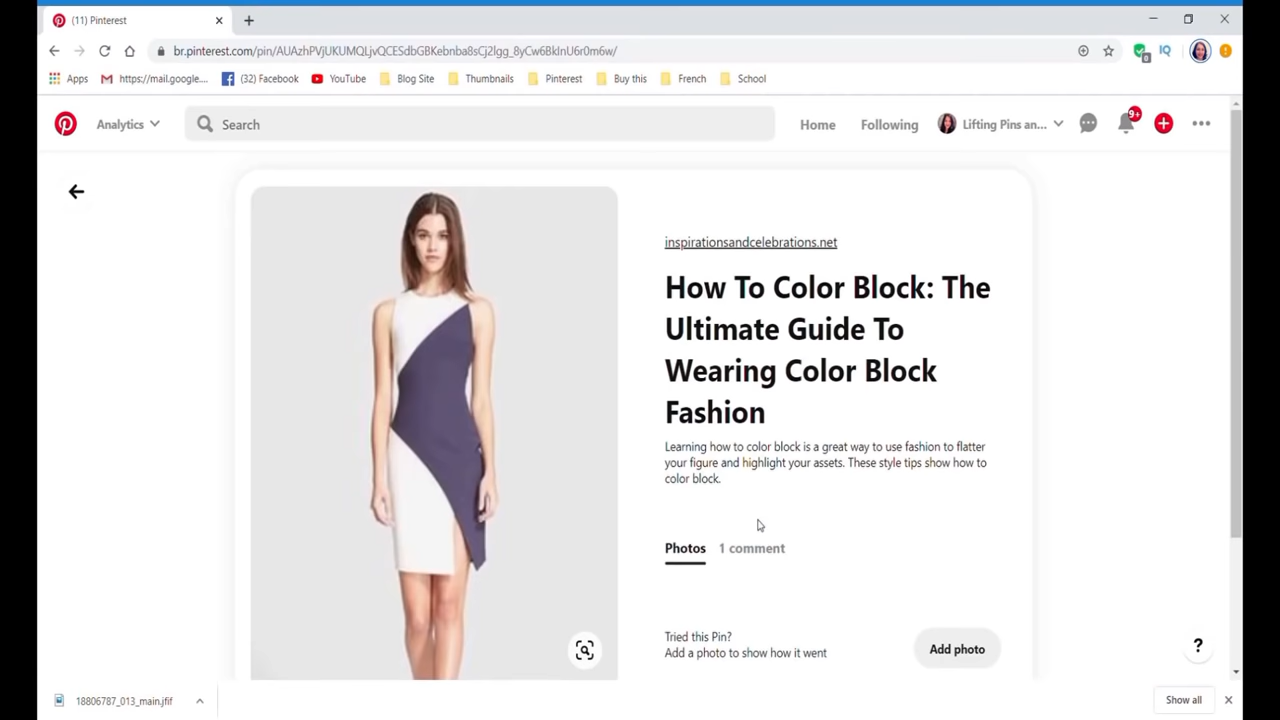 (11) Pinterest
br.pinterest.com/pin/
Apps https://mail.google.... (32) Facebook YouTube Blog Site Thumbnails Pinterest Buy this French School
Analytics Search Home Following Lifting Pins an... 9+
inspirationsandcelebrations.net
How To Color Block: The
Ultimate Guide To
Wearing Color Block
Fashion
Learning how to color block is a great way to use fashion to flatter
your figure and highlight your assets. These style tips show how to
color block.
Photos 1 comment
Tried this Pin?
Add a photo to show how it went
Add photo
?
18806787_013_main.jfif
Show all